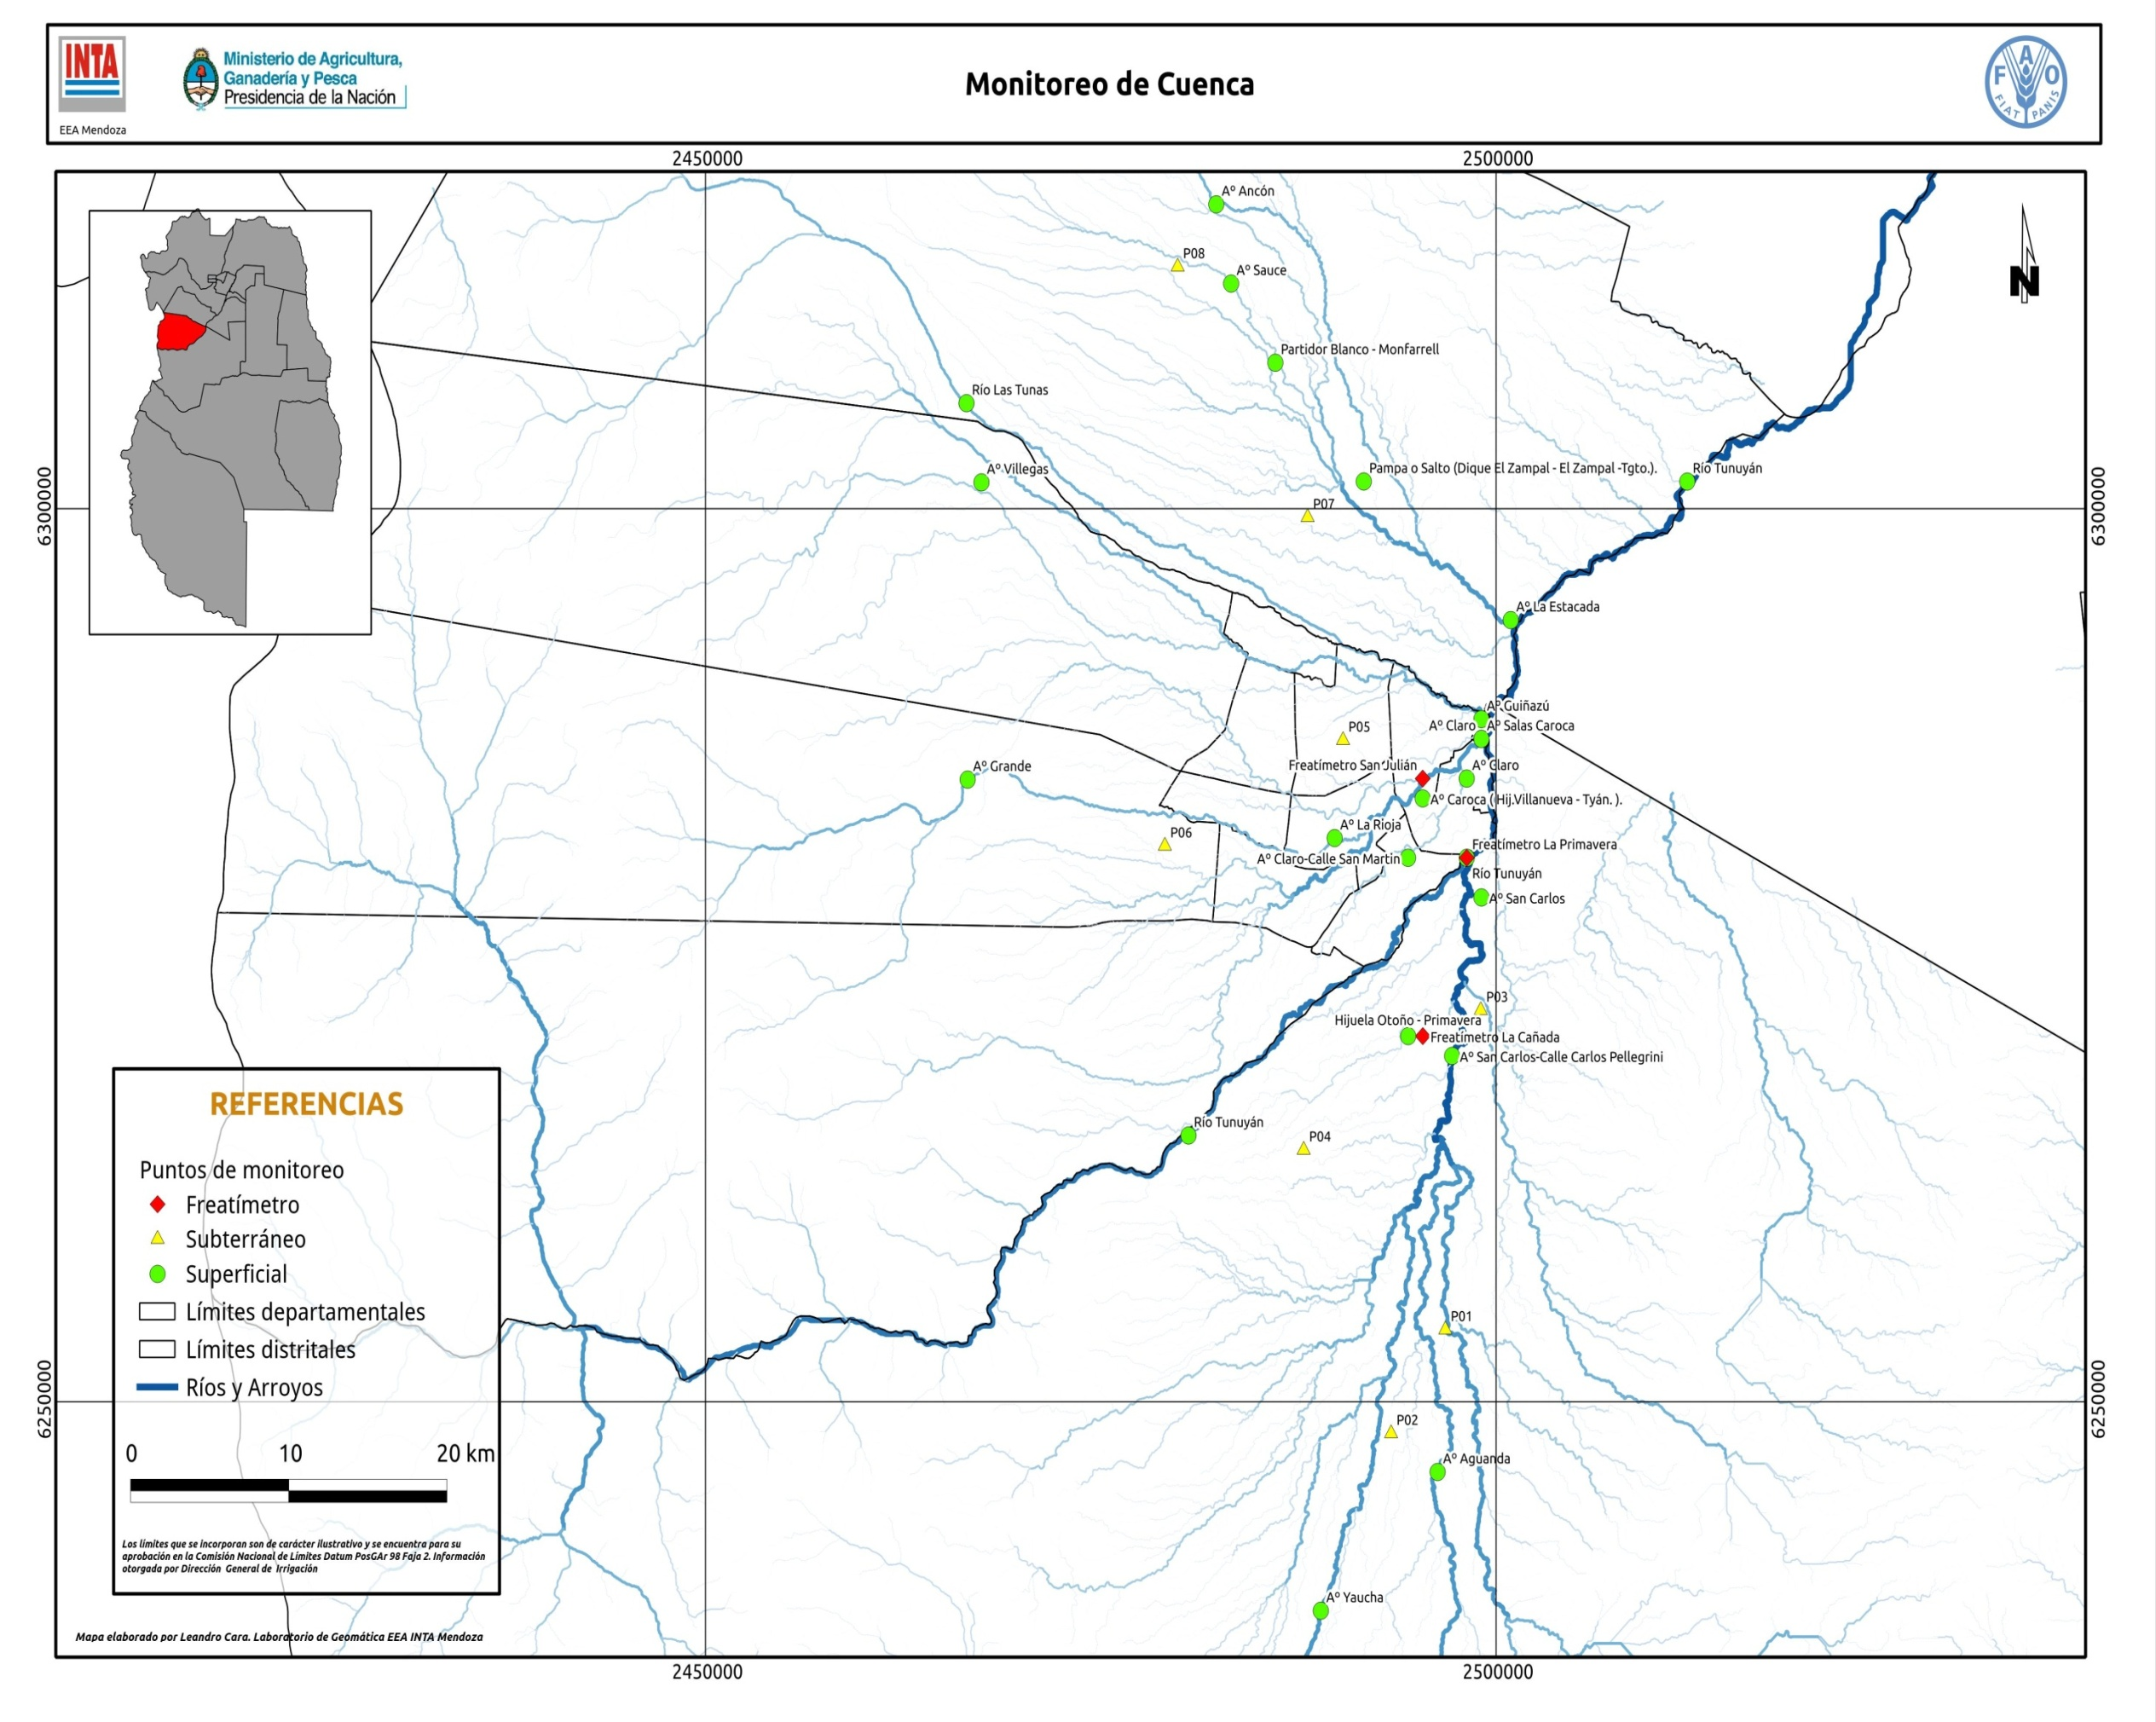 INTA
EEA Mendoza
Ministerio de Agricultura,
Ganadería y Pesca
Presidencia de la Nación
Monitoreo de Cuenca
F A O
FIAT PANIS
2450000
2500000
6300000
6300000
6250000
6250000
N
Aº Ancón
P08
Aº Sauce
Partidor Blanco - Monfarrell
Río Las Tunas
Aº Villegas
Pampa o Salto (Dique El Zampal - El Zampal -Tgto.).
Río Tunuyán
P07
Aº La Estacada
Aº Guiñazú
Aº Claro
Aº Salas Caroca
P05
Freatímetro San Julián
Aº Claro
Aº Grande
Aº Caroca ( Hij.Villanueva - Tyán. ).
Aº La Rioja
P06
Freatímetro La Primavera
Aº Claro-Calle San Martin
Río Tunuyán
Aº San Carlos
P03
Hijuela Otoño - Primavera
Freatímetro La Cañada
Aº San Carlos-Calle Carlos Pellegrini
Río Tunuyán
P04
P01
P02
Aº Aguanda
Aº Yaucha
REFERENCIAS
Puntos de monitoreo
Freatímetro
Subterráneo
Superficial
Límites departamentales
Límites distritales
Ríos y Arroyos
0 10 20 km
Los límites que se incorporan son de carácter ilustrativo y se encuentra para su
aprobación en la Comisión Nacional de Límites Datum PosGAr 98 Faja 2. Información
otorgada por Dirección General de Irrigación
Mapa elaborado por Leandro Cara. Laboratorio de Geomática EEA INTA Mendoza
2450000
2500000